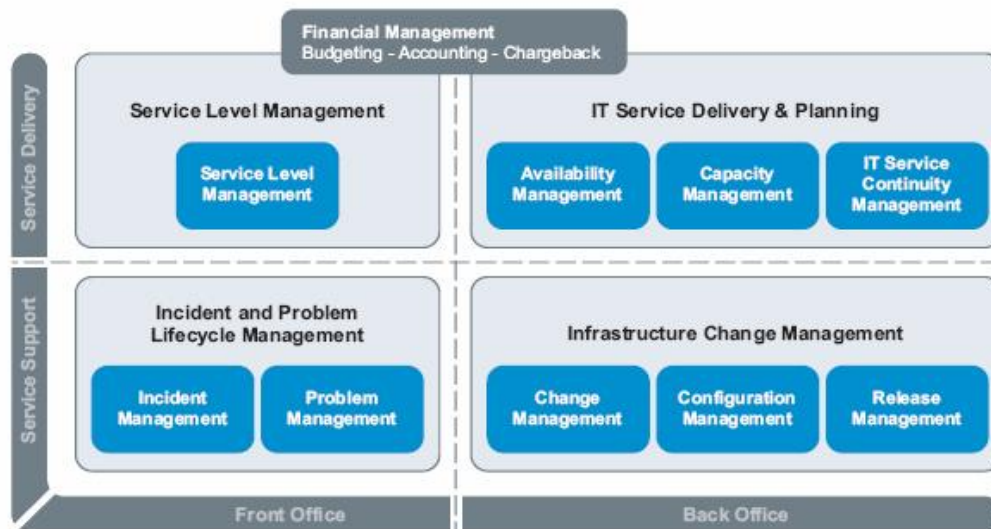 Financial Management
Budgeting - Accounting - Chargeback
Service Delivery
Service Level Management
Service Level
Management
IT Service Delivery & Planning
Availability
Management
Capacity
Management
IT Service
Continuity
Management
Service Support
Incident and Problem
Lifecycle Management
Incident
Management
Problem
Management
Infrastructure Change Management
Change
Management
Configuration
Management
Release
Management
Front Office
Back Office